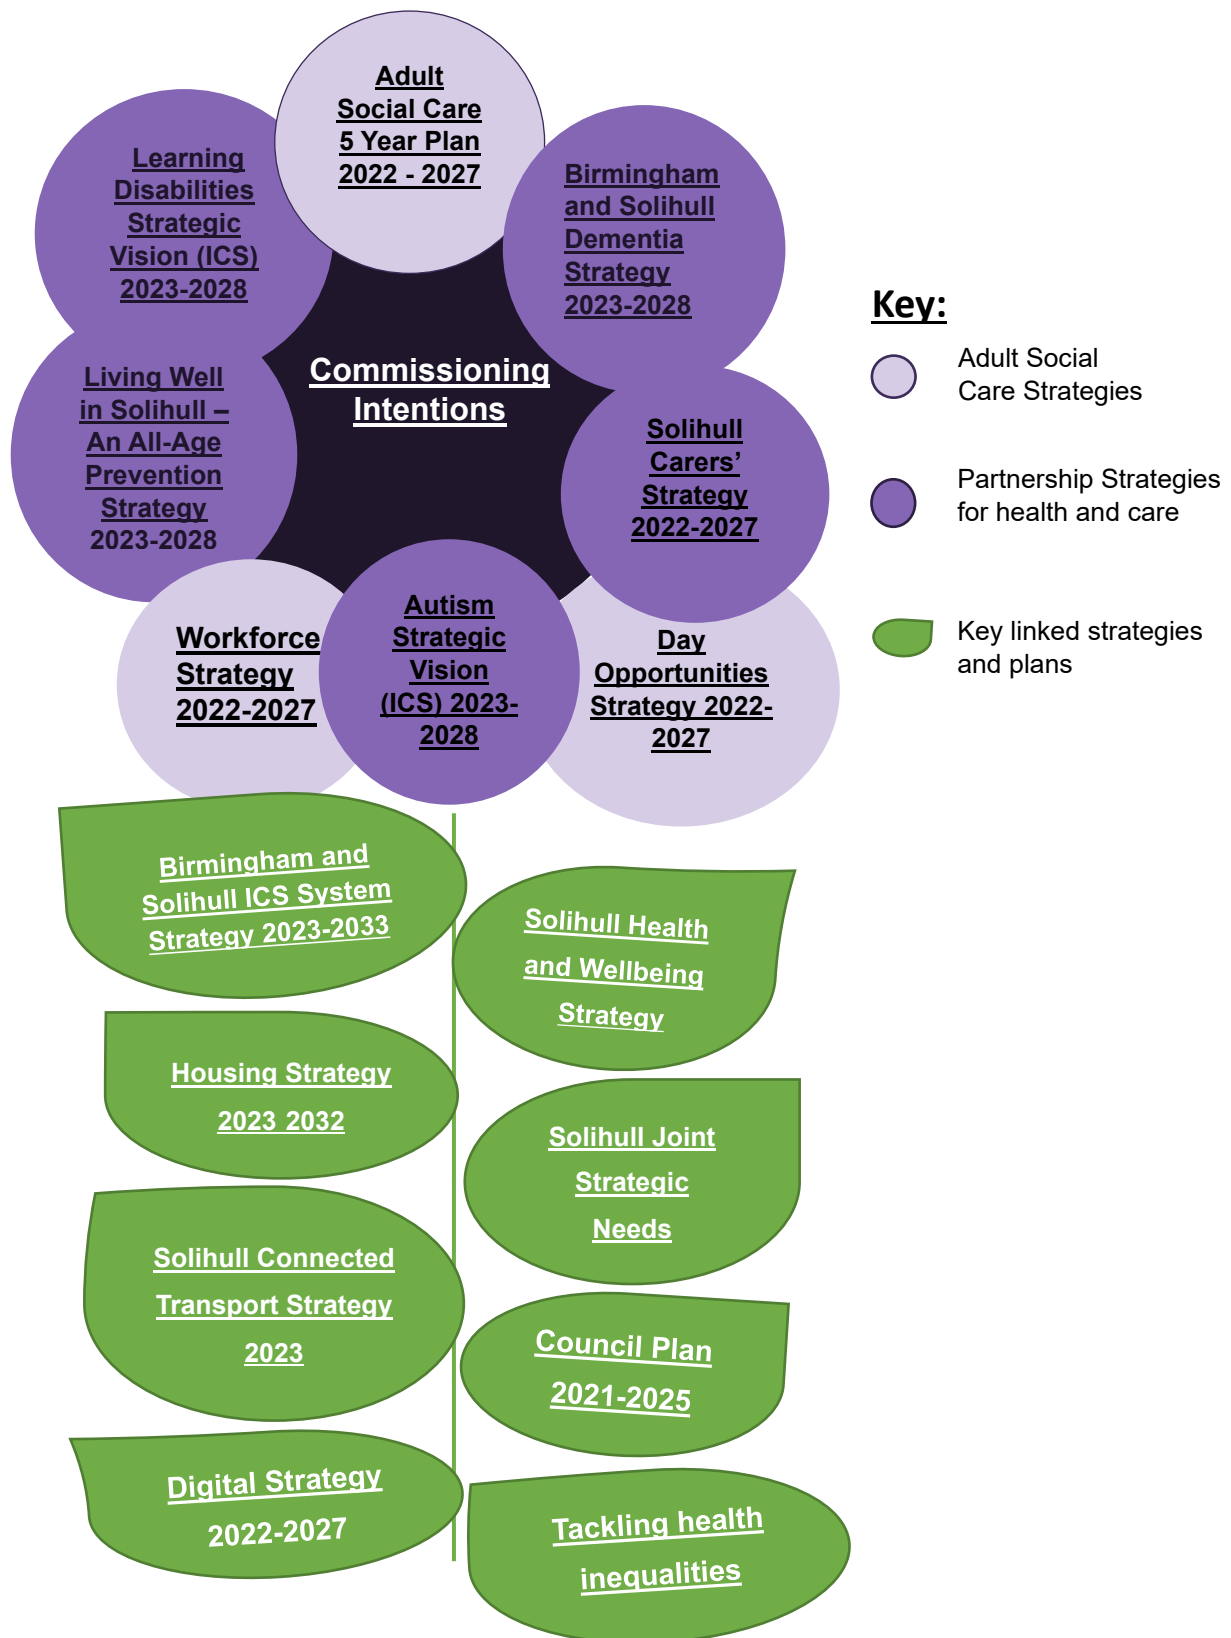 Adult
Social Care
5 Year Plan
2022 - 2027
Learning
Disabilities
Strategic
Vision (ICS)
2023-2028
Birmingham
and Solihull
Dementia
Strategy
2023-2028
Key:
Adult Social
Care Strategies
Commissioning
Intentions
Living Well
in Solihull –
An All-Age
Prevention
Strategy
2023-2028
Solihull
Carers’
Strategy
2022-2027
Partnership Strategies
for health and care
Workforce
Strategy
2022-2027
Autism
Strategic
Vision
(ICS) 2023-
2028
Day
Opportunities
Strategy 2022-
2027
Key linked strategies
and plans
Birmingham and
Solihull ICS System
Strategy 2023-2033
Solihull Health
and Wellbeing
Strategy
Housing Strategy
2023 2032
Solihull Joint
Strategic
Needs
Solihull Connected
Transport Strategy
2023
Council Plan
2021-2025
Digital Strategy
2022-2027
Tackling health
inequalities